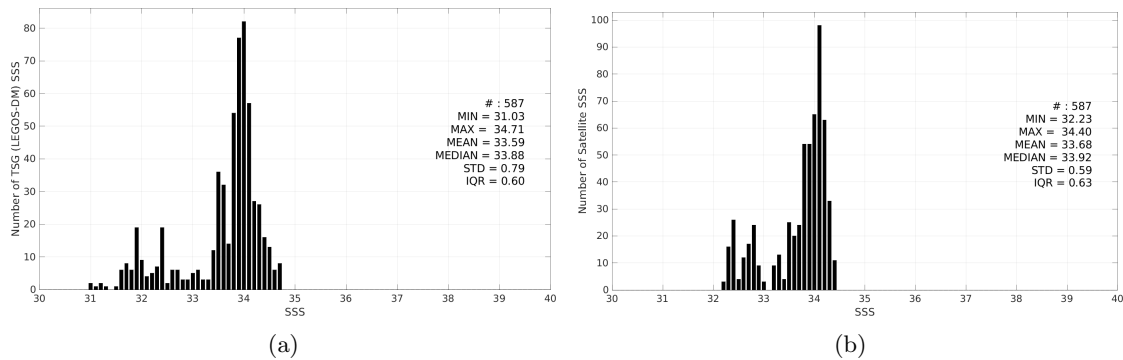 Number of TSG (LEGOS-DM) SSS
80
70
60
50
40
30
20
10
0
30 31 32 33 34 35 36 37 38 39 40
SSS
# : 587
MIN = 31.03
MAX = 34.71
MEAN = 33.59
MEDIAN = 33.88
STD = 0.79
IQR = 0.60
(a)
Number of Satellite SSS
100
90
80
70
60
50
40
30
20
10
0
30 31 32 33 34 35 36 37 38 39 40
SSS
# : 587
MIN = 32.23
MAX = 34.40
MEAN = 33.68
MEDIAN = 33.92
STD = 0.59
IQR = 0.63
(b)